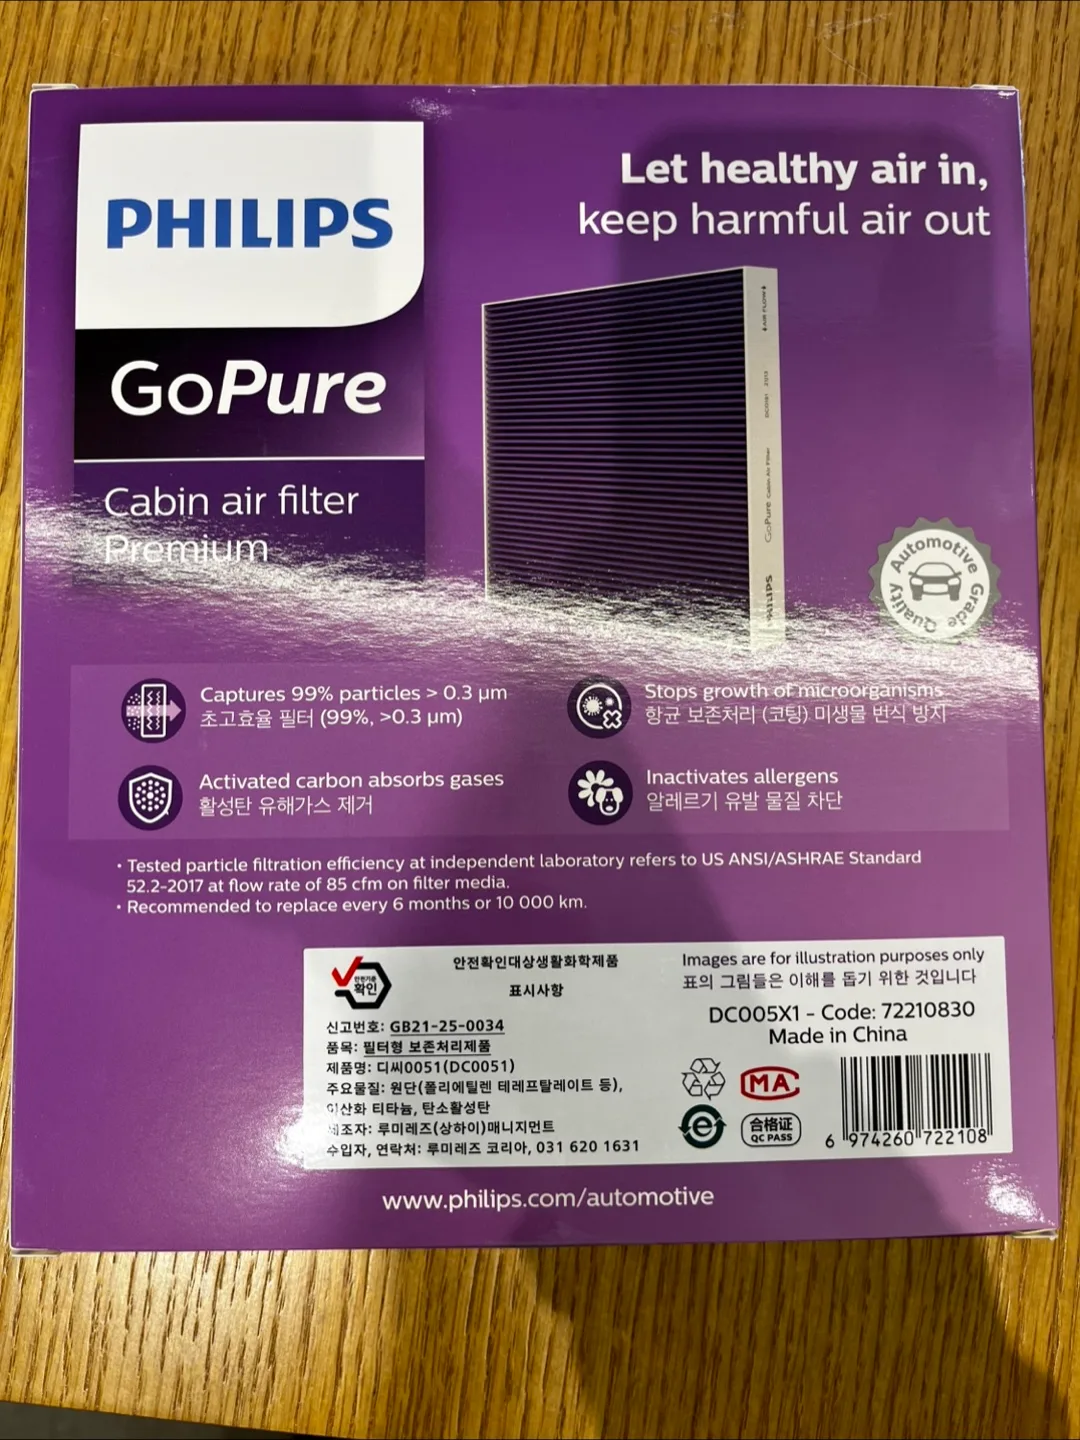 PHILIPS
GoPure
Cabin air filter
Premium
Let healthy air in,
keep harmful air out
AIR FLOW
GoPure Cabin Air Filter
PHILIPS
Automotive
Grade Quality
Captures 99% particles > 0.3 µm
초고효율 필터 (99%, >0.3 µm)
Stops growth of microorganisms
항균 보존처리 (코팅) 미생물 번식 방지
Activated carbon absorbs gases
활성탄 유해가스 제거
Inactivates allergens
알레르기 유발 물질 차단
• Tested particle filtration efficiency at independent laboratory refers to US ANSI/ASHRAE Standard
52.2-2017 at flow rate of 85 cfm on filter media.
• Recommended to replace every 6 months or 10 000 km.
안전기준
확인
안전확인대상생활화학제품
표시사항
신고번호: GB21-25-0034
품목: 필터형 보존처리제품
제품명: 디씨0051(DC0051)
주요물질: 원단(폴리에틸렌 테레프탈레이트 등),
이산화 티타늄, 탄소활성탄
제조자: 루미레즈(상하이)매니지먼트
수입자, 연락처: 루미레즈 코리아, 031 620 1631
Images are for illustration purposes only
표의 그림들은 이해를 돕기 위한 것입니다
DC005X1 - Code: 72210830
Made in China
MA
e
合格证
QC PASS
6 974260 722108
www.philips.com/automotive